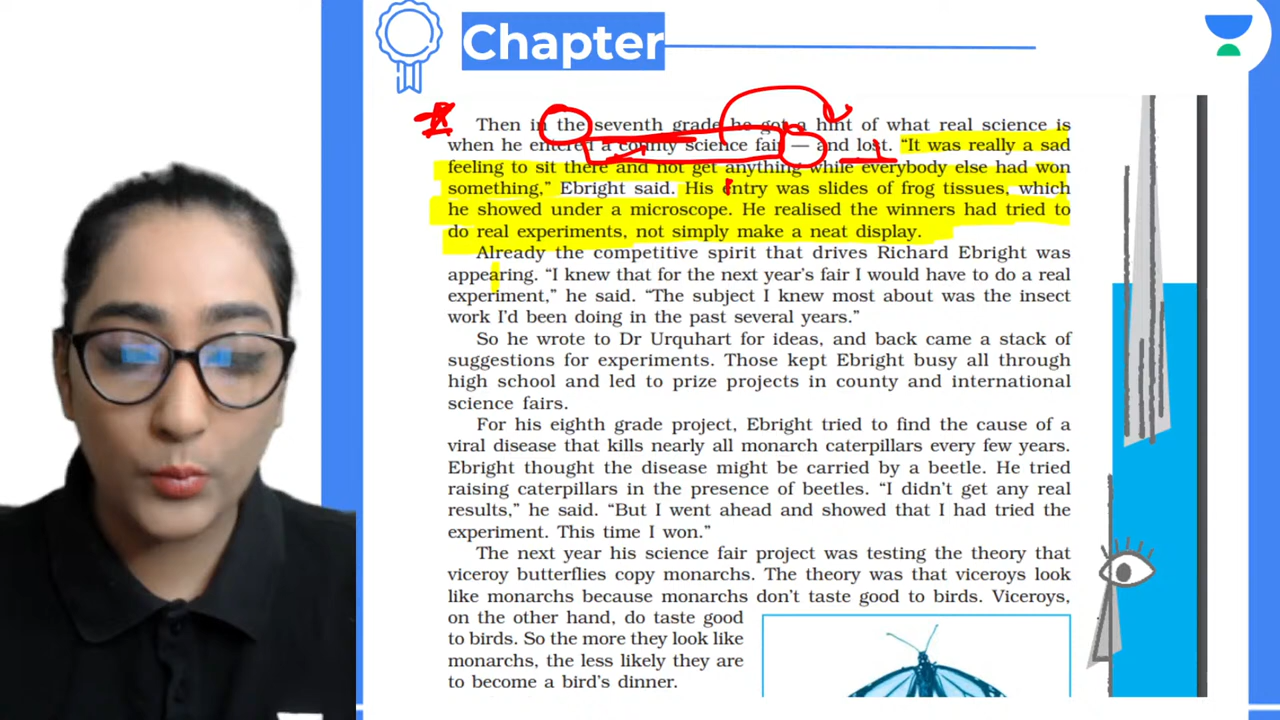 Chapter
Then in the seventh grade he got a hint of what real science is
when he entered a county science fair — and lost. “It was really a sad
feeling to sit there and not get anything while everybody else had won
something,” Ebright said. His entry was slides of frog tissues, which
he showed under a microscope. He realised the winners had tried to
do real experiments, not simply make a neat display.
Already the competitive spirit that drives Richard Ebright was
appearing. “I knew that for the next year’s fair I would have to do a real
experiment,” he said. “The subject I knew most about was the insect
work I’d been doing in the past several years.”
So he wrote to Dr Urquhart for ideas, and back came a stack of
suggestions for experiments. Those kept Ebright busy all through
high school and led to prize projects in county and international
science fairs.
For his eighth grade project, Ebright tried to find the cause of a
viral disease that kills nearly all monarch caterpillars every few years.
Ebright thought the disease might be carried by a beetle. He tried
raising caterpillars in the presence of beetles. “I didn’t get any real
results,” he said. “But I went ahead and showed that I had tried the
experiment. This time I won.”
The next year his science fair project was testing the theory that
viceroy butterflies copy monarchs. The theory was that viceroys look
like monarchs because monarchs don’t taste good to birds. Viceroys,
on the other hand, do taste good
to birds. So the more they look like
monarchs, the less likely they are
to become a bird’s dinner.